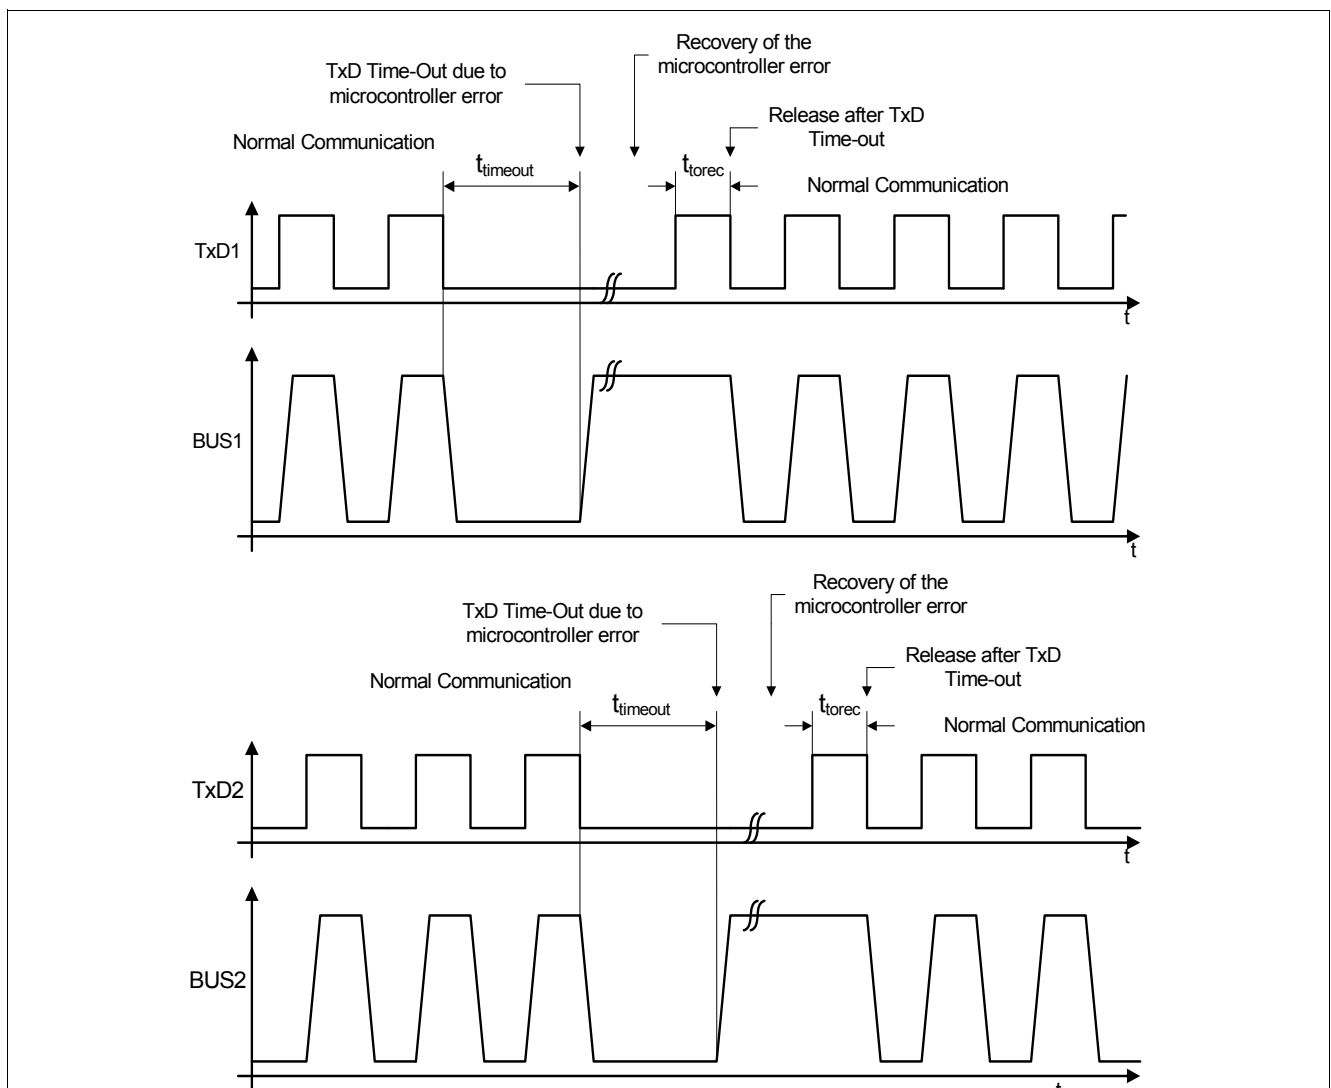 Recovery of the
microcontroller error
TxD Time-Out due to
microcontroller error
Release after TxD
Time-out
Normal Communication
ttimeout
ttorec
Normal Communication
TxD1
t
BUS1
t
Recovery of the
microcontroller error
TxD Time-Out due to
microcontroller error
Release after TxD
Time-out
Normal Communication
ttimeout
ttorec
Normal Communication
TxD2
t
BUS2
t